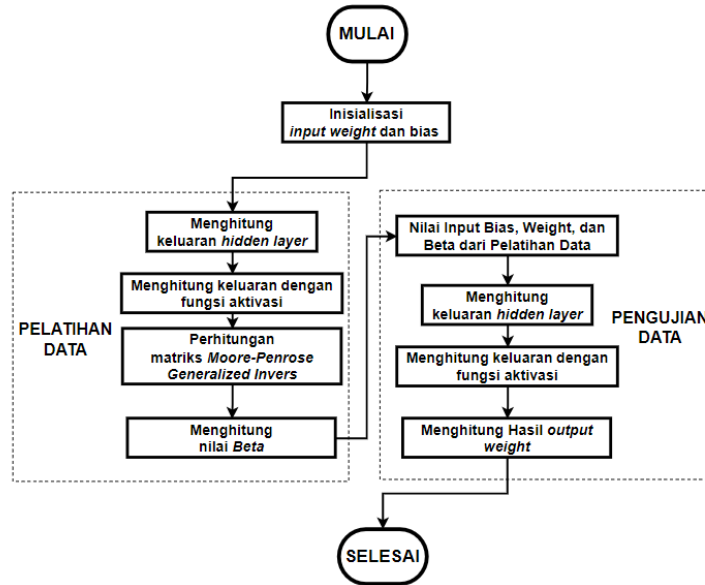 MULAI
Inisialisasi
input weight dan bias
PELATIHAN
DATA
Menghitung
keluaran hidden layer
Menghitung keluaran dengan
fungsi aktivasi
Perhitungan
matriks Moore-Penrose
Generalized Invers
Menghitung
nilai Beta
Nilai Input Bias, Weight, dan
Beta dari Pelatihan Data
Menghitung
keluaran hidden layer
Menghitung keluaran dengan
fungsi aktivasi
Menghitung Hasil output
weight
PENGUJIAN
DATA
SELESAI